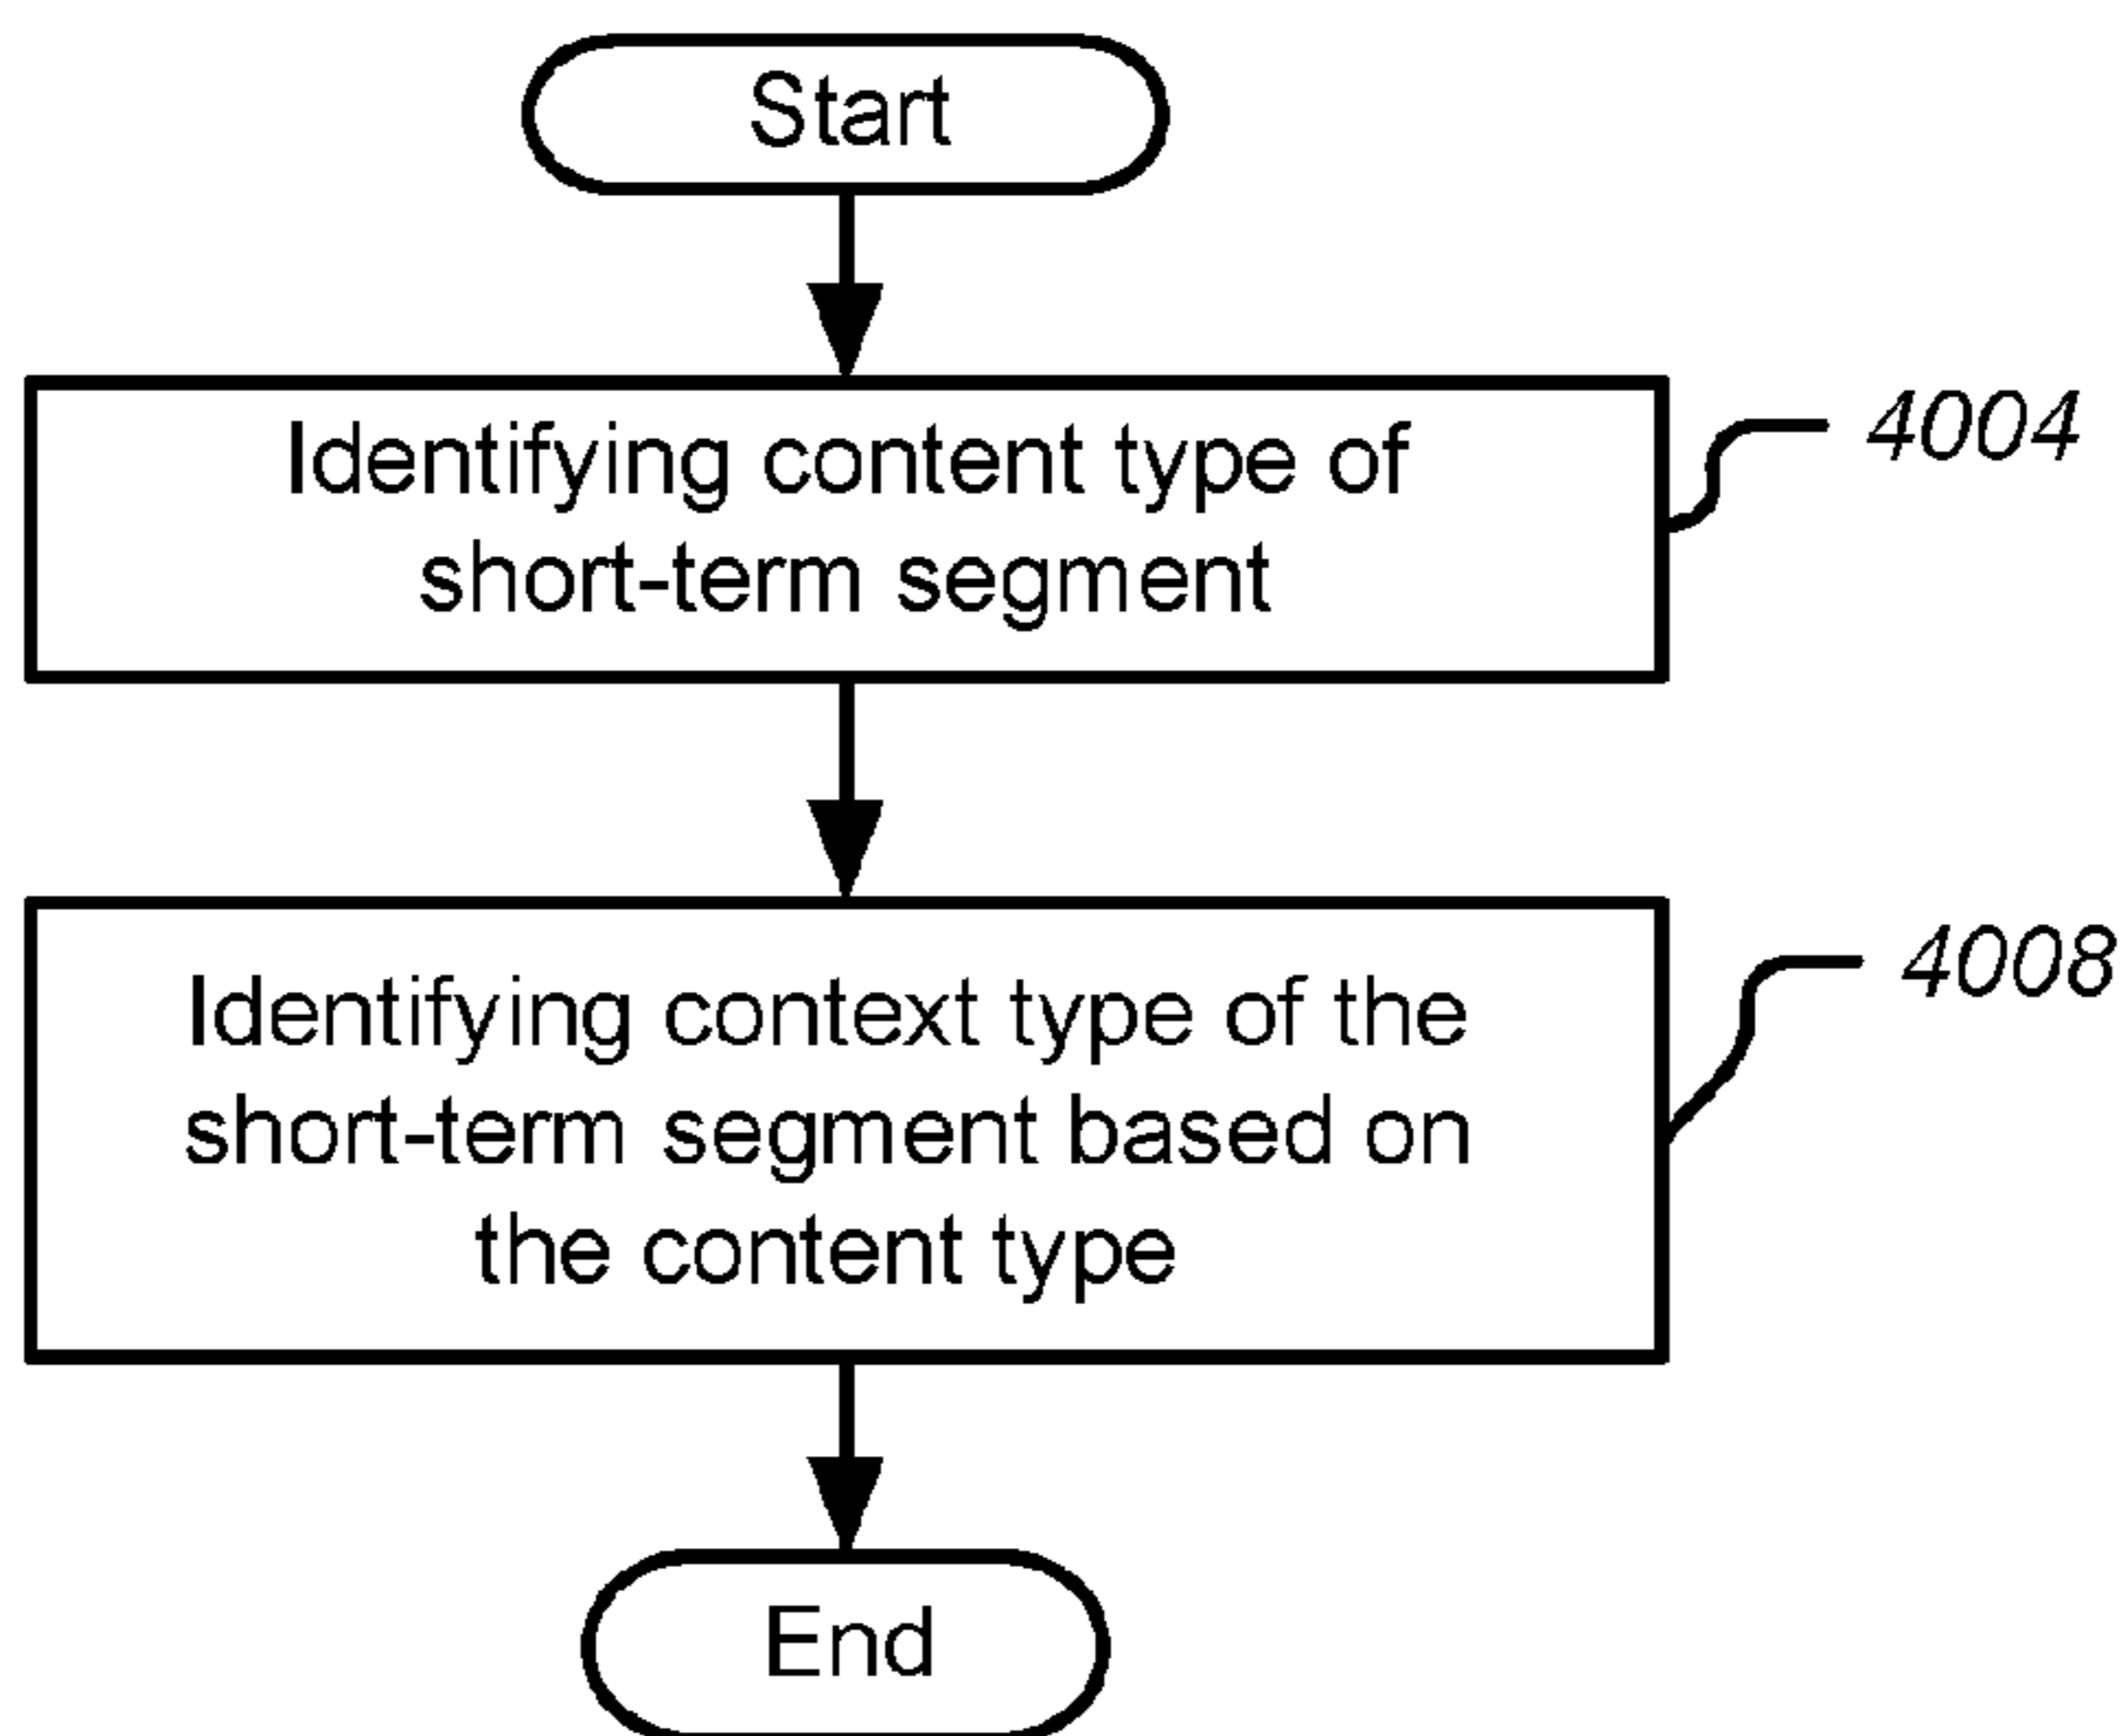 Start
Identifying content type of
short-term segment
4004
Identifying context type of the
short-term segment based on
the content type
4008
End